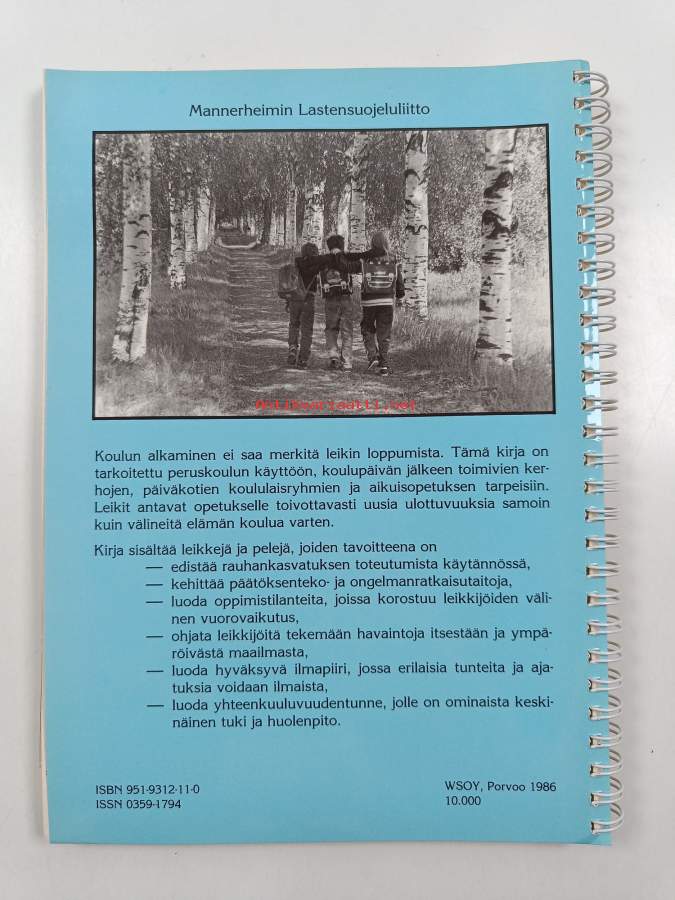 Mannerheimin Lastensuojeluliitto
Antikvariaatti.net
Koulun alkaminen ei saa merkitä leikin loppumista. Tämä kirja on
tarkoitettu peruskoulun käyttöön, koulupäivän jälkeen toimivien ker-
hojen, päiväkotien koululaisryhmien ja aikuisopetuksen tarpeisiin.
Leikit antavat opetukselle toivottavasti uusia ulottuvuuksia samoin
kuin välineitä elämän koulua varten.
Kirja sisältää leikkejä ja pelejä, joiden tavoitteena on
— edistää rauhankasvatuksen toteutumista käytännössä,
— kehittää päätöksenteko- ja ongelmanratkaisutaitoja,
— luoda oppimistilanteita, joissa korostuu leikkijöiden väli-
nen vuorovaikutus,
— ohjata leikkijöitä tekemään havaintoja itsestään ja ympä-
röivästä maailmasta,
— luoda hyväksyvä ilmapiiri, jossa erilaisia tunteita ja aja-
tuksia voidaan ilmaista,
— luoda yhteenkuuluvuudentunne, jolle on ominaista keski-
näinen tuki ja huolenpito.
ISBN 951-9312-11-0
ISSN 0359-1794
WSOY, Porvoo 1986
10.000